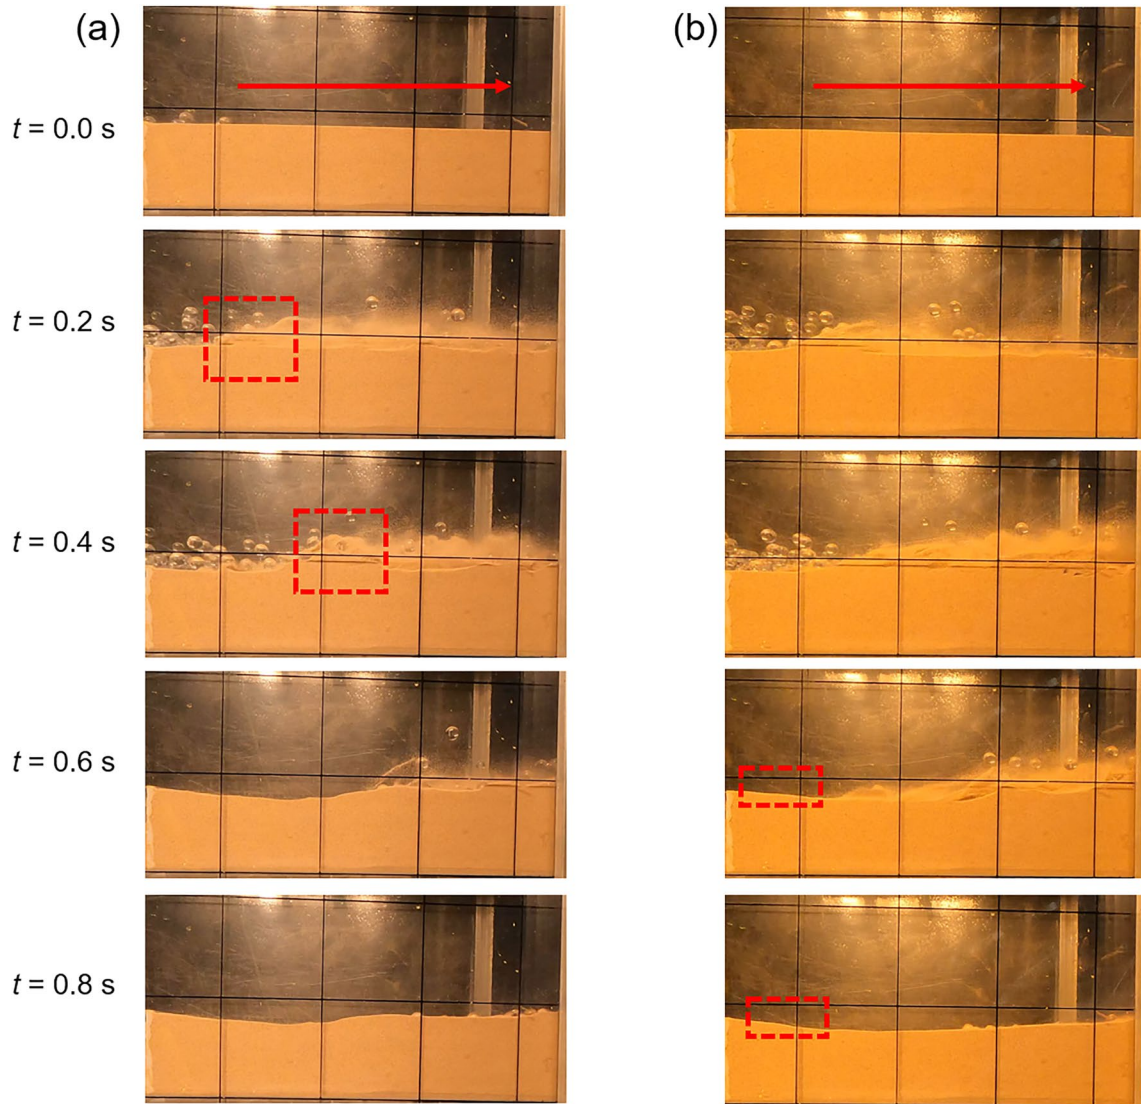 (a)
(b)
t = 0.0 s
t = 0.2 s
t = 0.4 s
t = 0.6 s
t = 0.8 s